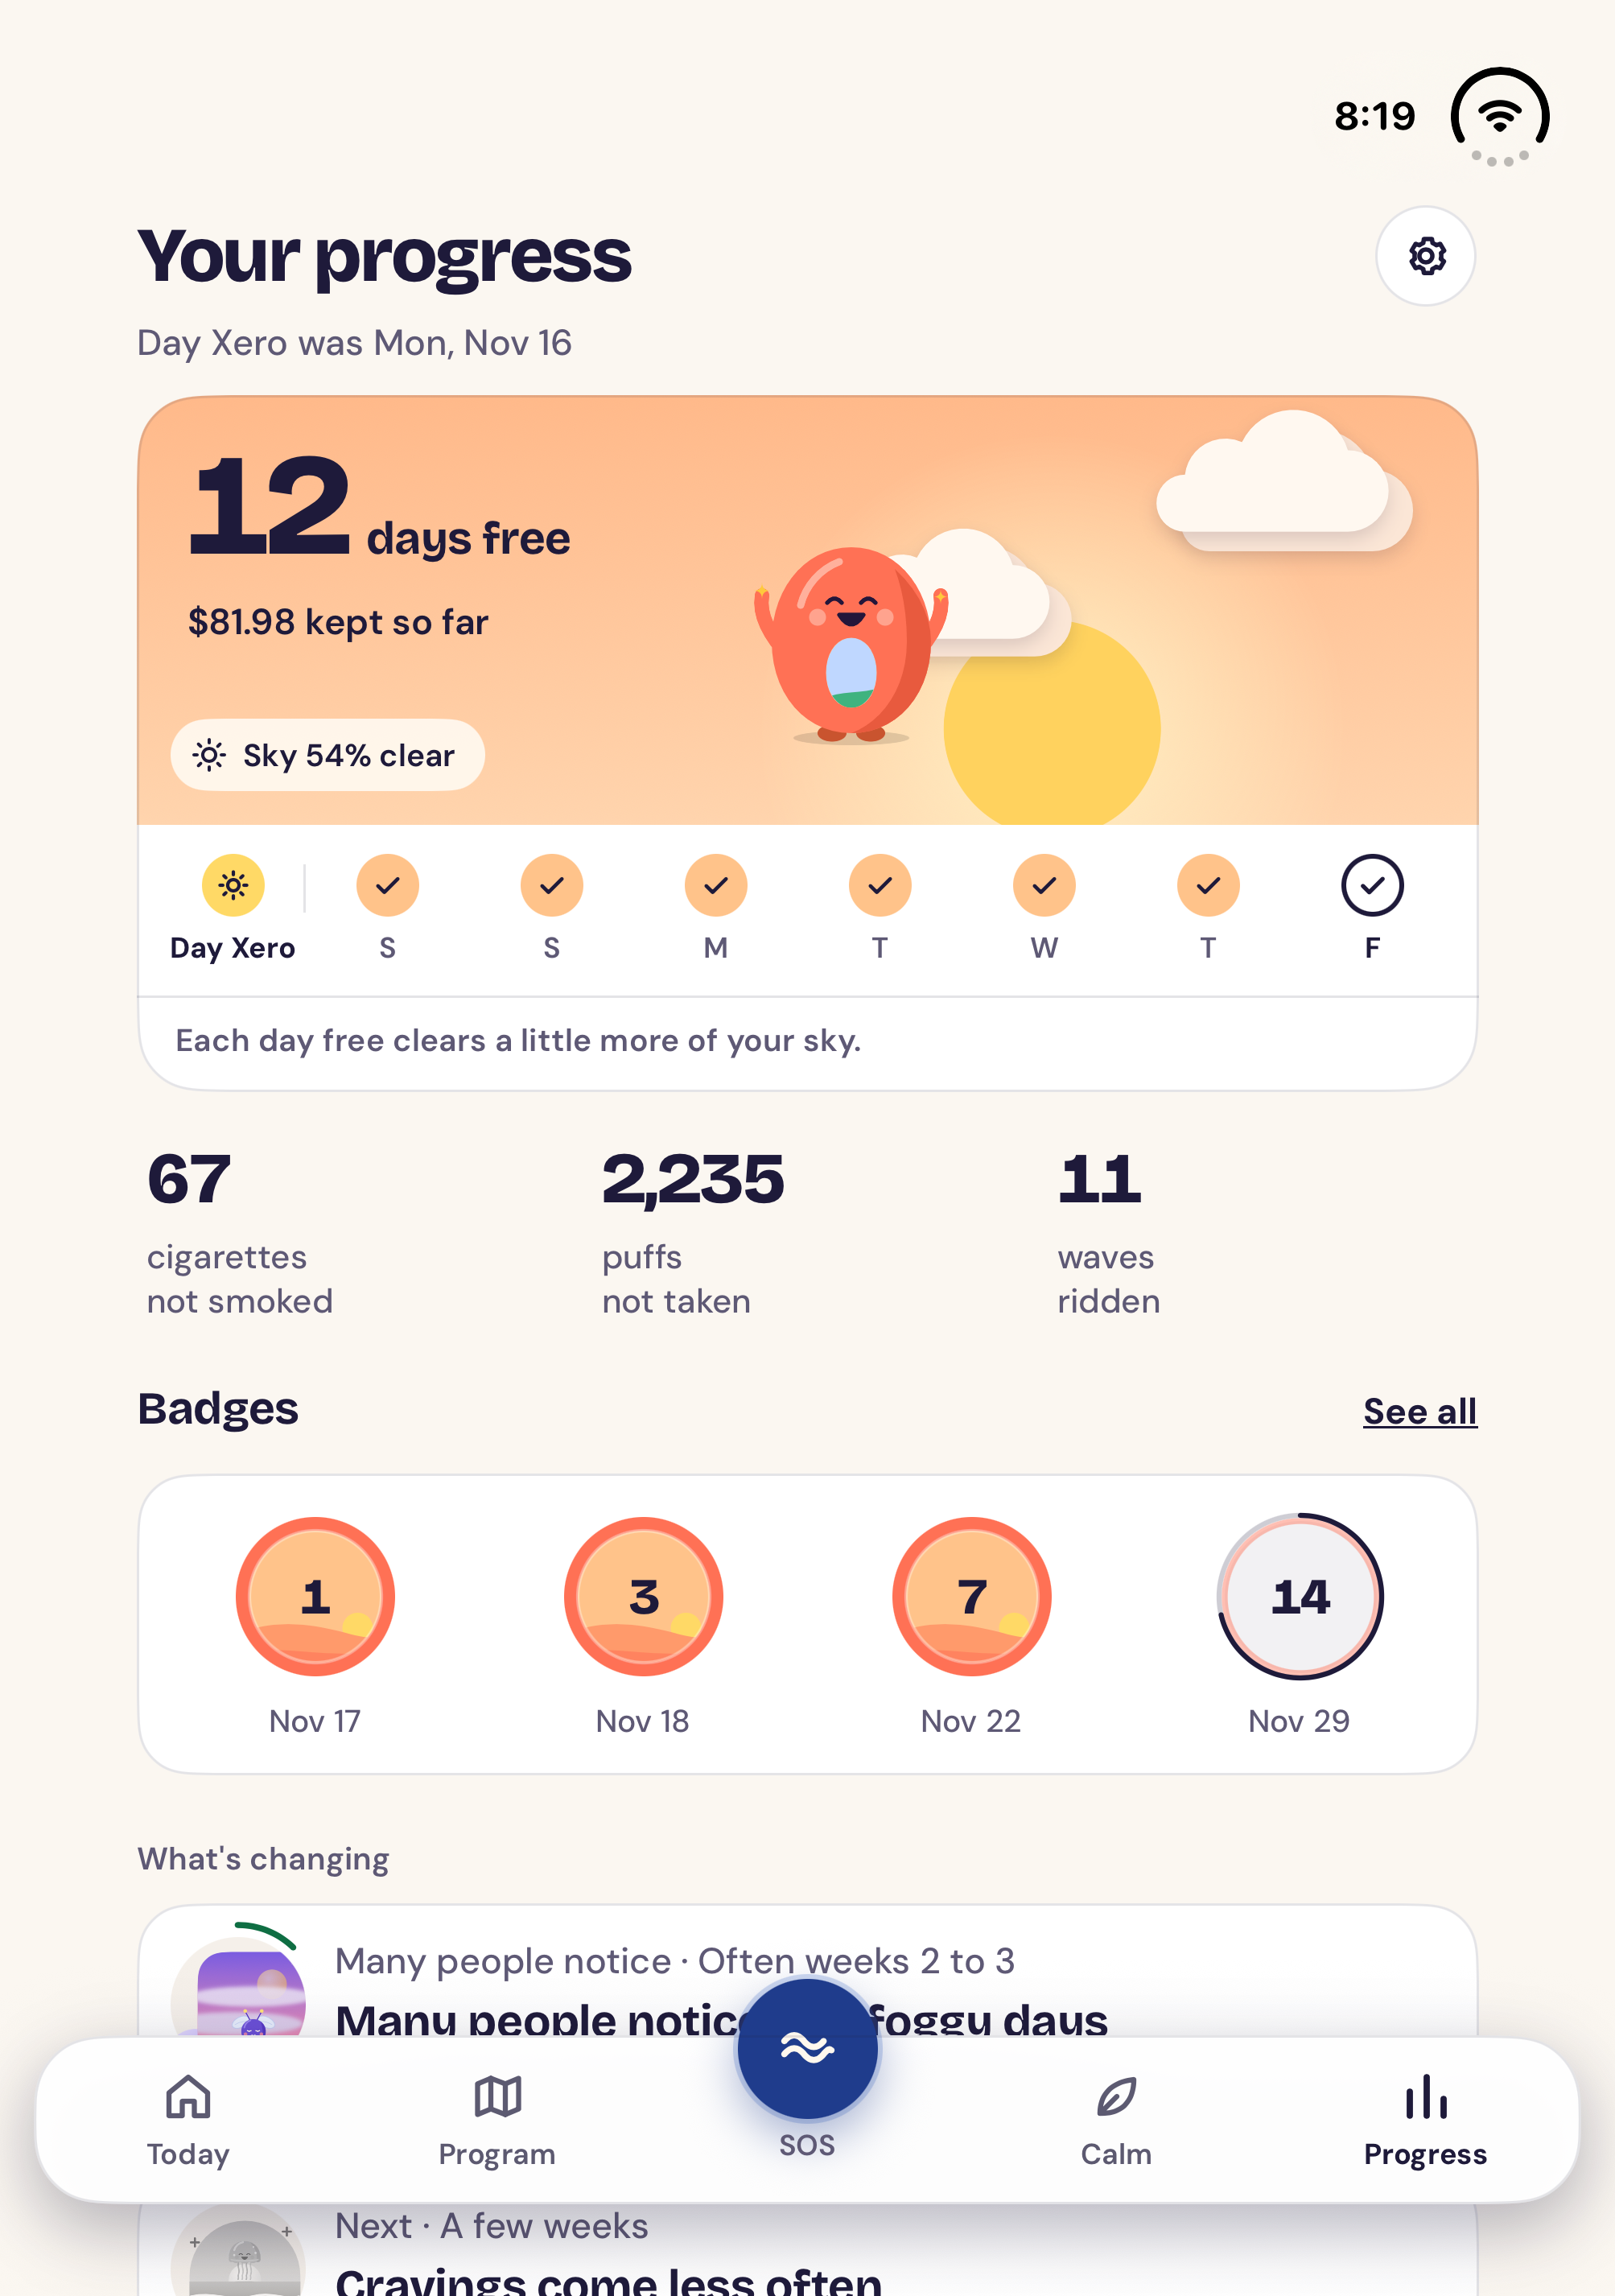 8:19
Your progress
Day Xero was Mon, Nov 16
12 days free
$81.98 kept so far
Sky 54% clear
Day Xero S S M T W T F
Each day free clears a little more of your sky.
67 2,235 11
cigarettes puffs waves
not smoked not taken ridden
Badges See all
1 3 7 14
Nov 17 Nov 18 Nov 22 Nov 29
What's changing
Many people notice · Often weeks 2 to 3
Many people notice foggy days
Today Program SOS Calm Progress
Next · A few weeks
Cravings come less often